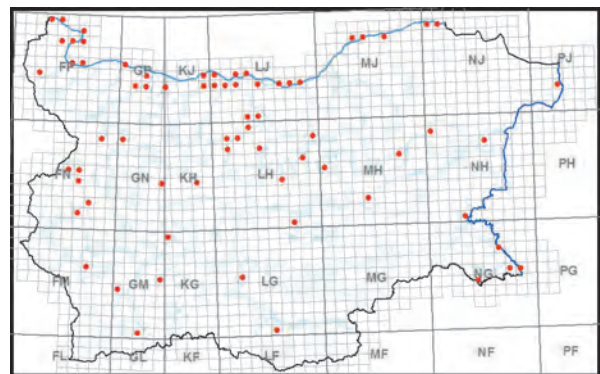 FP GP KJ LJ MJ NJ PJ
FN GN KH LH MH NH PH
FM GM KG LG MG NG PG
FL GL KF LF MF NF PF